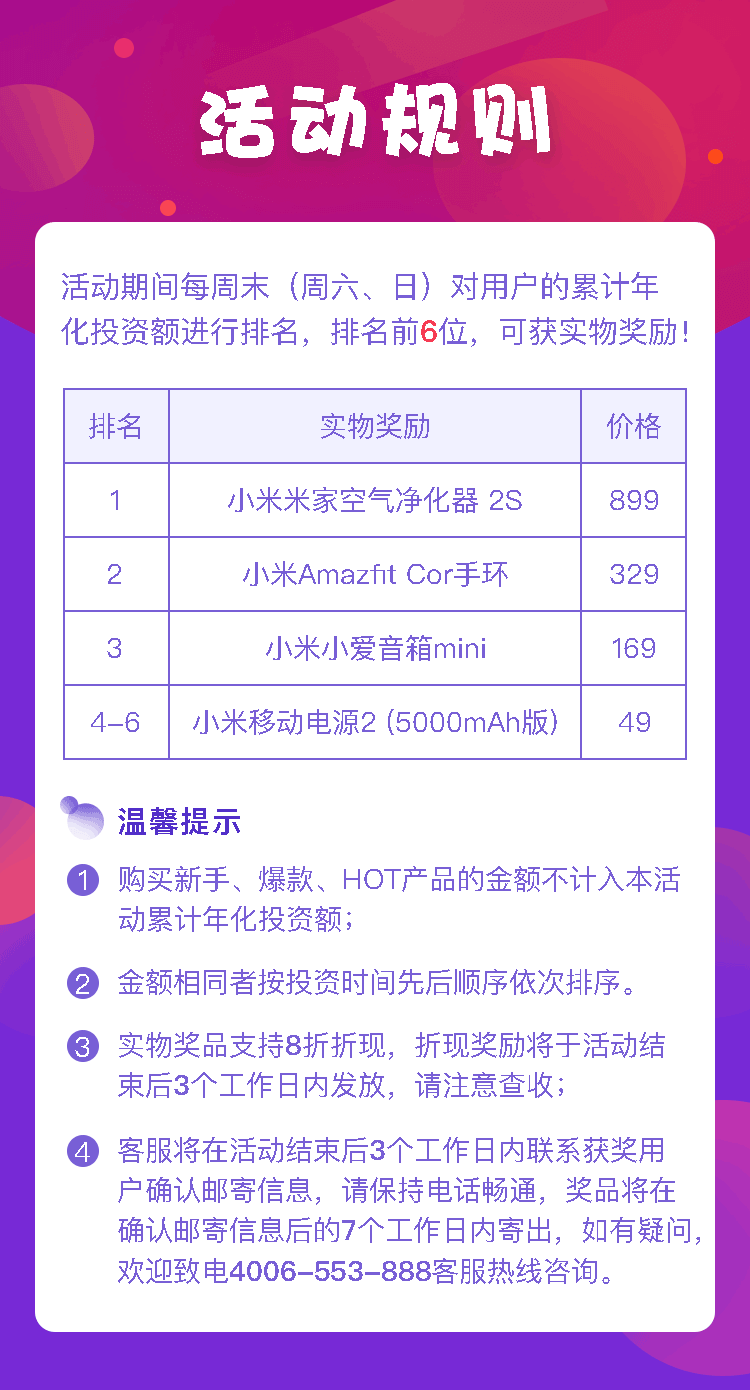 活动规则
活动期间每周末（周六、日）对用户的累计年
化投资额进行排名，排名前6位，可获实物奖励！
排名 实物奖励 价格
1 小米米家空气净化器 2S 899
2 小米Amazfit Cor手环 329
3 小米小爱音箱mini 169
4-6 小米移动电源2 (5000mAh版) 49
温馨提示
1 购买新手、爆款、HOT产品的金额不计入本活
动累计年化投资额；
2 金额相同者按投资时间先后顺序依次排序。
3 实物奖品支持8折折现，折现奖励将于活动结
束后3个工作日内发放，请注意查收；
4 客服将在活动结束后3个工作日内联系获奖用
户确认邮寄信息，请保持电话畅通，奖品将在
确认邮寄信息后的7个工作日内寄出，如有疑问，
欢迎致电4006-553-888客服热线咨询。